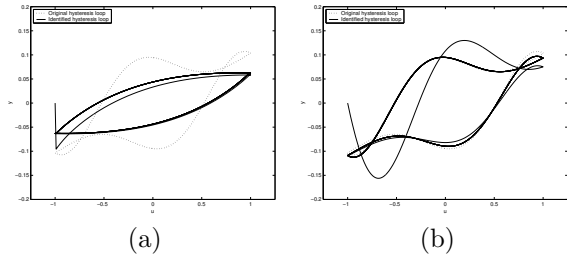 Original hysteresis loop
Identified hysteresis loop
0.2
0.15
0.1
0.05
0
−0.05
−0.1
−0.15
−0.2
y
−1
−0.5
0
0.5
1
u
(a)
Original hysteresis loop
Identified hysteresis loop
0.2
0.15
0.1
0.05
0
−0.05
−0.1
−0.15
−0.2
y
−1
−0.5
0
0.5
1
u
(b)